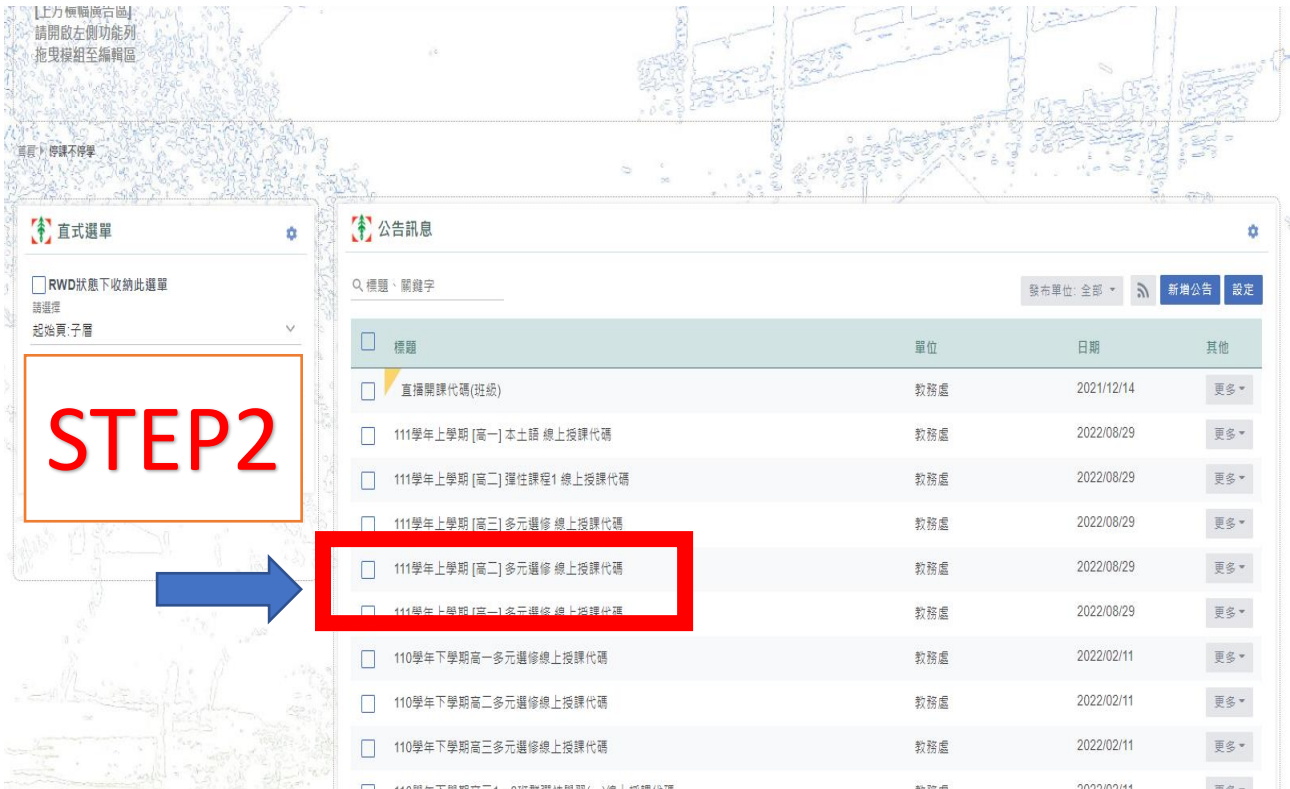 [上方橫幅廣告區]
請開啟左側功能列
拖曳模組至編輯區
首頁 停課不停學
直式選單
RWD狀態下收納此選單
請選擇
起始頁:子層
STEP2
公告訊息
標題、關鍵字
發布單位: 全部 新增公告 設定
標題 單位 日期 其他
直播開課代碼(班級) 教務處 2021/12/14 更多
111學年上學期 [高一] 本土語 線上授課代碼 教務處 2022/08/29 更多
111學年上學期 [高二] 彈性課程1 線上授課代碼 教務處 2022/08/29 更多
111學年上學期 [高三] 多元選修 線上授課代碼 教務處 2022/08/29 更多
111學年上學期 [高二] 多元選修 線上授課代碼 教務處 2022/08/29 更多
111學年上學期 [高一] 多元選修 線上授課代碼 教務處 2022/08/29 更多
110學年下學期高一多元選修線上授課代碼 教務處 2022/02/11 更多
110學年下學期高二多元選修線上授課代碼 教務處 2022/02/11 更多
110學年下學期高三多元選修線上授課代碼 教務處 2022/02/11 更多